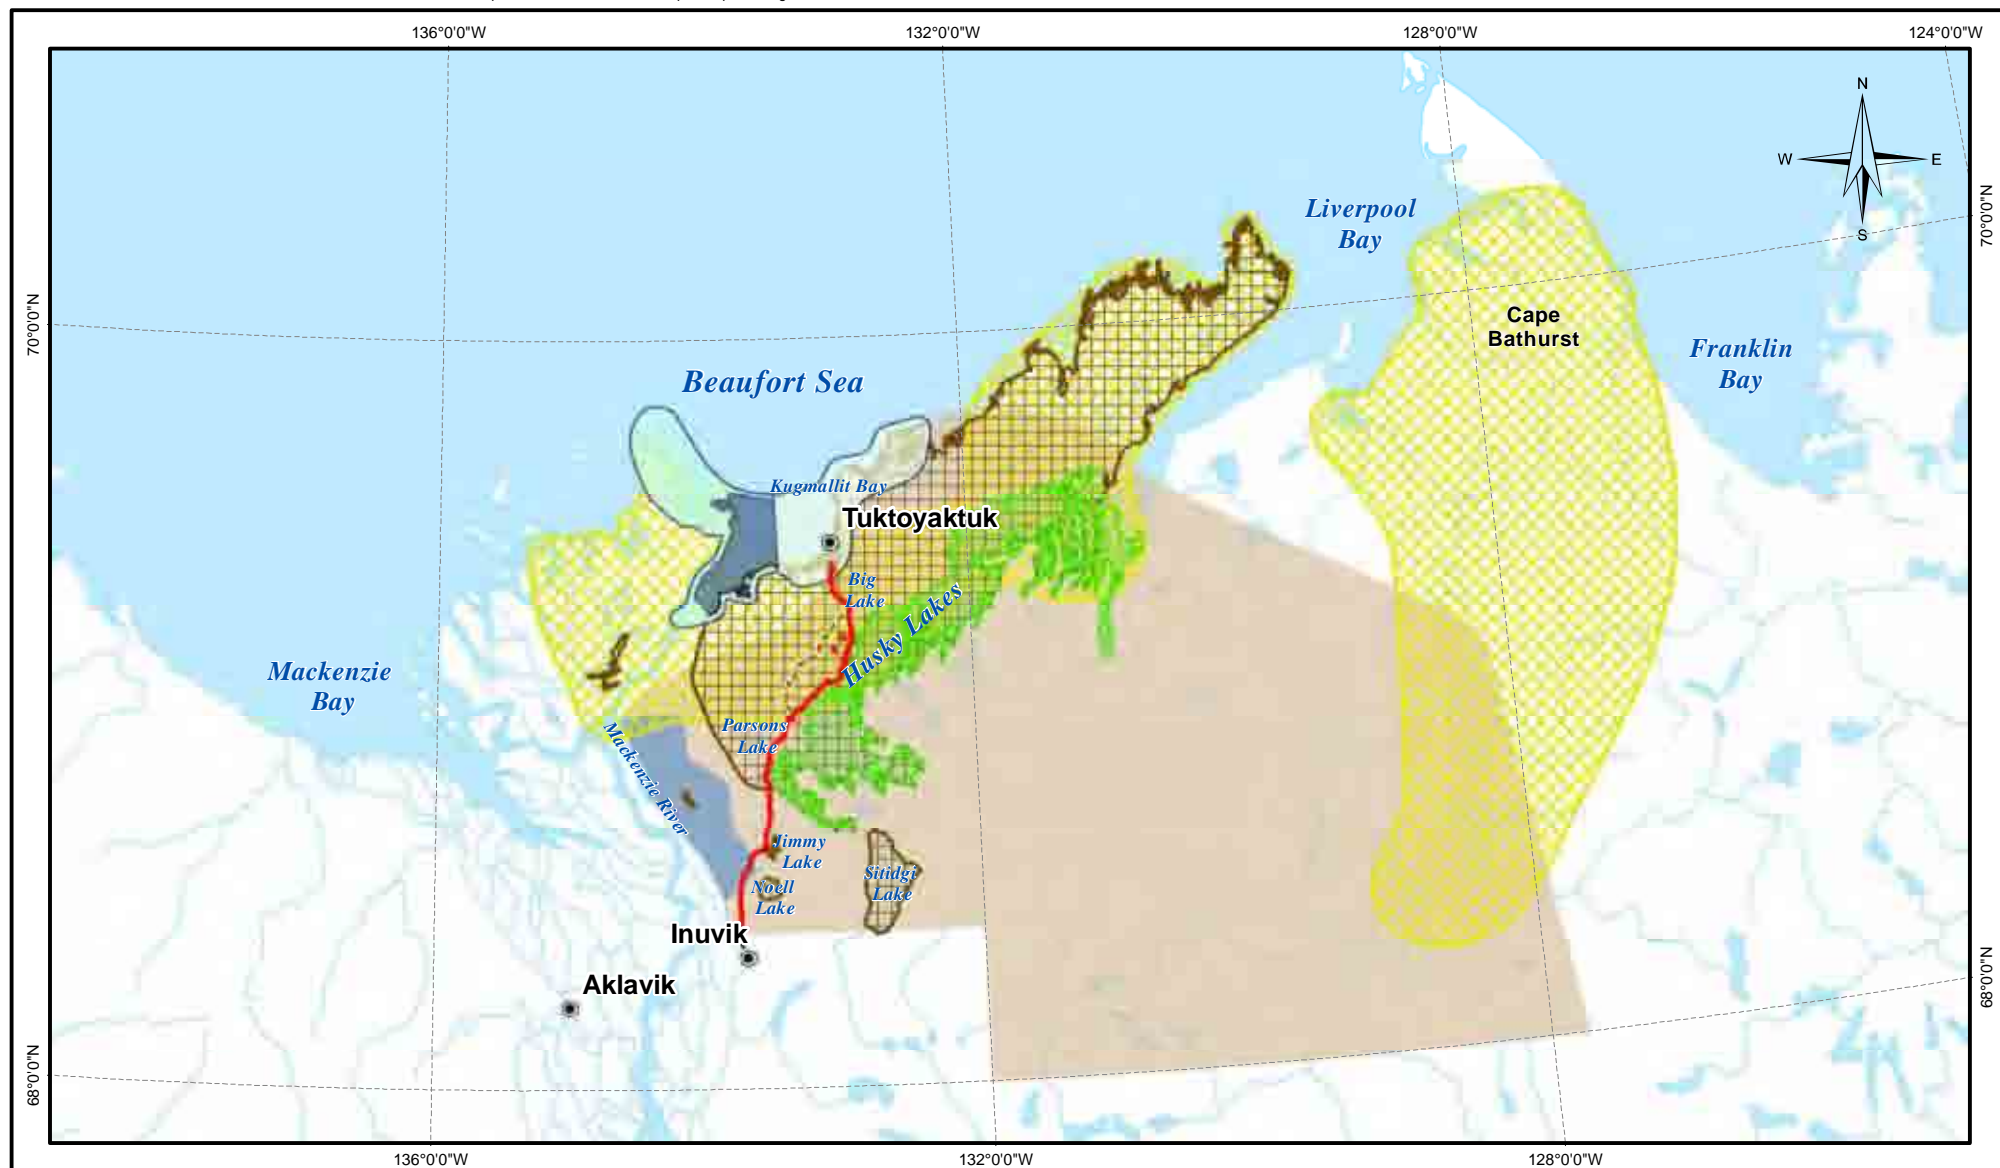 136°0'0"W
132°0'0"W
128°0'0"W
124°0'0"W
N
W
E
S
70°0'0"N
70°0'0"N
Liverpool
Bay
Cape
Bathurst
Franklin
Bay
Beaufort Sea
Kugmallit Bay
Tuktoyaktuk
Big
Lake
Husky Lakes
Mackenzie
Bay
Parsons
Lake
Mackenzie River
Jimmy
Lake
Noell
Lake
Sitidgi
Lake
Inuvik
Aklavik
68°0'0"N
68°0'0"N
136°0'0"W
132°0'0"W
128°0'0"W